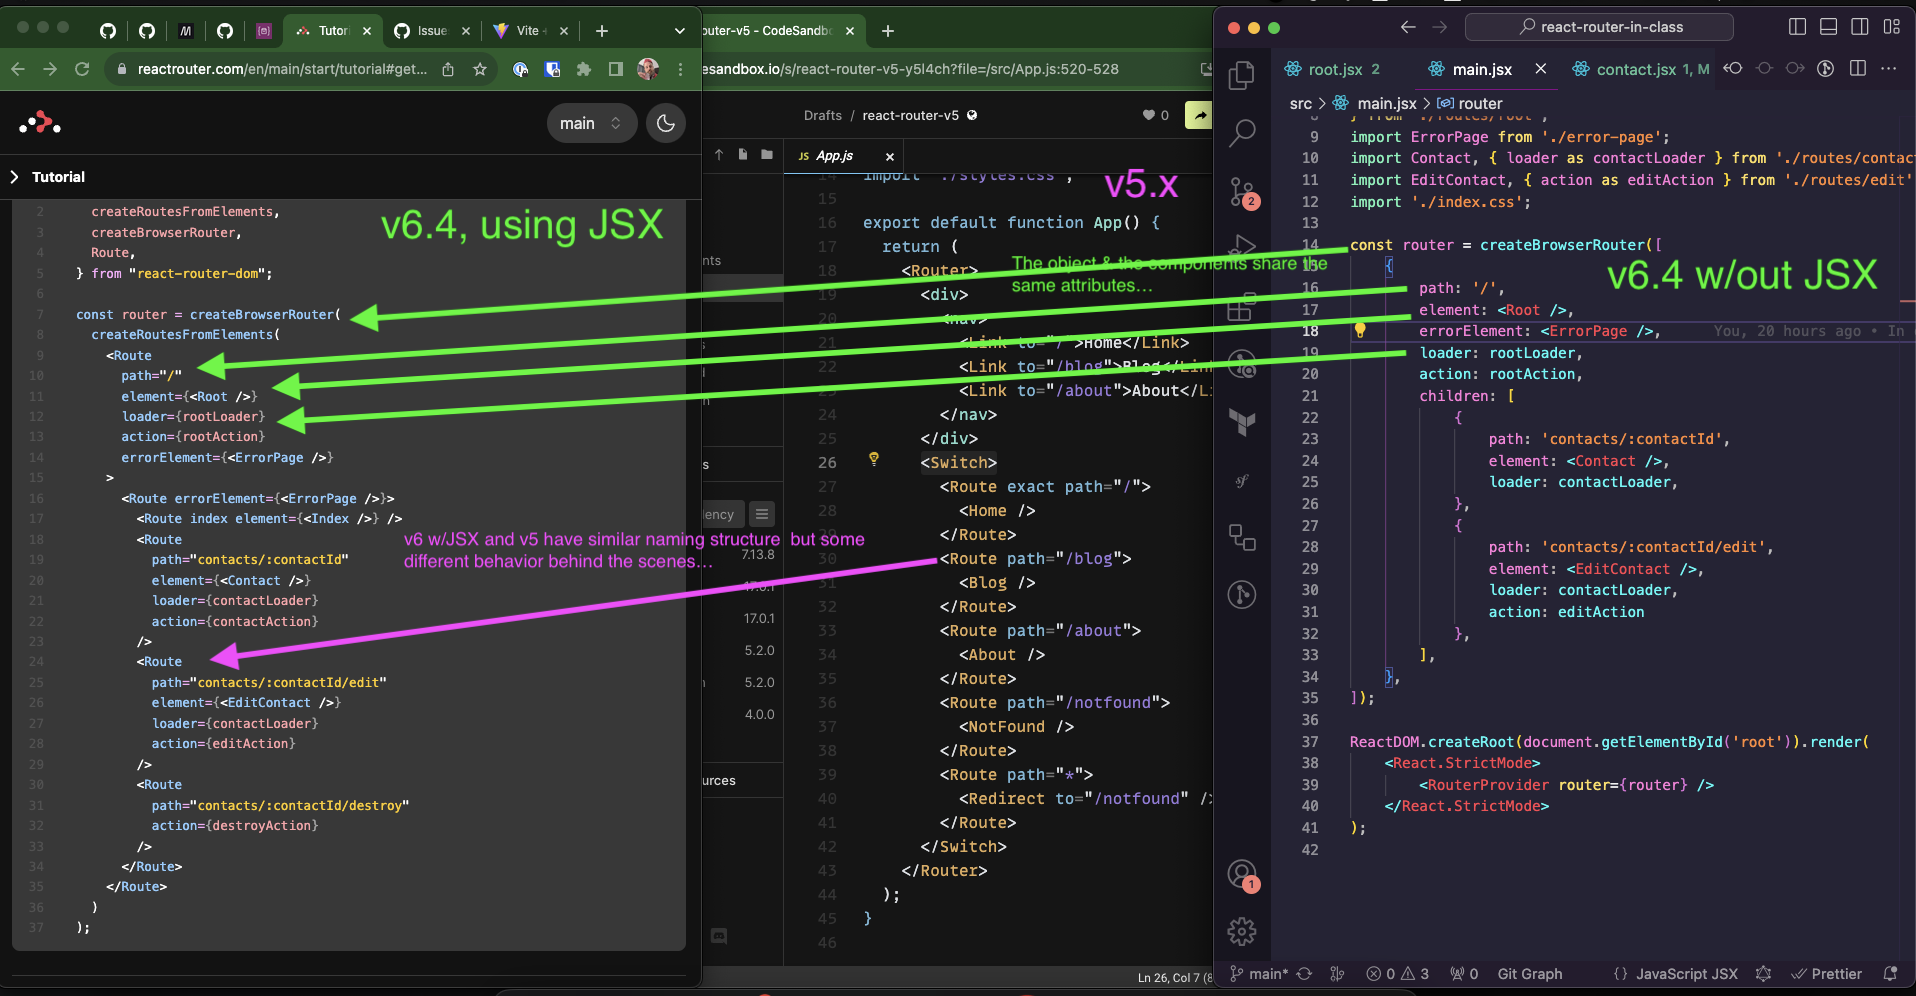 Tutori
Issue
Vite
reactrouter.com/en/main/start/tutorial#get...
main
Tutorial
v6.4, using JSX
2 createRoutesFromElements,
3 createBrowserRouter,
4 Route,
5 } from "react-router-dom";
6
7 const router = createBrowserRouter(
8 createRoutesFromElements(
9 <Route
10 path="/"
11 element={<Root />}
12 loader={rootLoader}
13 action={rootAction}
14 errorElement={<ErrorPage />}
15 >
16 <Route errorElement={<ErrorPage />}>
17 <Route index element={<Index />} />
18 <Route
19 path="contacts/:contactId"
20 element={<Contact />}
21 loader={contactLoader}
22 action={contactAction}
23 />
24 <Route
25 path="contacts/:contactId/edit"
26 element={<EditContact />}
27 loader={contactLoader}
28 action={editAction}
29 />
30 <Route
31 path="contacts/:contactId/destroy"
32 action={destroyAction}
33 />
34 </Route>
35 </Route>
36 )
37 );
v6 w/JSX and v5 have similar naming structure but some
different behavior behind the scenes...
outer-v5 - CodeSandbo
esandbox.io/s/react-router-v5-y5l4ch?file=/src/App.js:520-528
Drafts / react-router-v5
0
JS App.js
v5.x
nts
lency
7.13.8
17.0.1
17.0.1
5.2.0
5.2.0
4.0.0
urces
14 import "./styles.css";
15
16 export default function App() {
17 return (
18 <Router>
19 <div>
20 <nav>
21 <Link to="/">Home</Link>
22 <Link to="/blog">Blog</Lin
23 <Link to="/about">About</Li
24 </nav>
25 </div>
26 <Switch>
27 <Route exact path="/">
28 <Home />
29 </Route>
30 <Route path="/blog">
31 <Blog />
32 </Route>
33 <Route path="/about">
34 <About />
35 </Route>
36 <Route path="/notfound">
37 <NotFound />
38 </Route>
39 <Route path="*">
40 <Redirect to="/notfound" />
41 </Route>
42 </Switch>
43 </Router>
44 );
45 }
46
Ln 26, Col 7 (8
The object & the components share the
same attributes...
react-router-in-class
root.jsx 2
main.jsx
contact.jsx 1, M
src > main.jsx > router
v6.4 w/out JSX
8 } from './routes/root';
9 import ErrorPage from './error-page';
10 import Contact, { loader as contactLoader } from './routes/contac
11 import EditContact, { action as editAction } from './routes/edit'
12 import './index.css';
13
14 const router = createBrowserRouter([
15 {
16 path: '/',
17 element: <Root />,
18 errorElement: <ErrorPage />, You, 20 hours ago • In
19 loader: rootLoader,
20 action: rootAction,
21 children: [
22 {
23 path: 'contacts/:contactId',
24 element: <Contact />,
25 loader: contactLoader,
26 },
27 {
28 path: 'contacts/:contactId/edit',
29 element: <EditContact />,
30 loader: contactLoader,
31 action: editAction
32 },
33 ],
34 },
35 ]);
36
37 ReactDOM.createRoot(document.getElementById('root')).render(
38 <React.StrictMode>
39 <RouterProvider router={router} />
40 </React.StrictMode>
41 );
42
2
1
main*
0 3
0
Git Graph
{} JavaScript JSX
Prettier